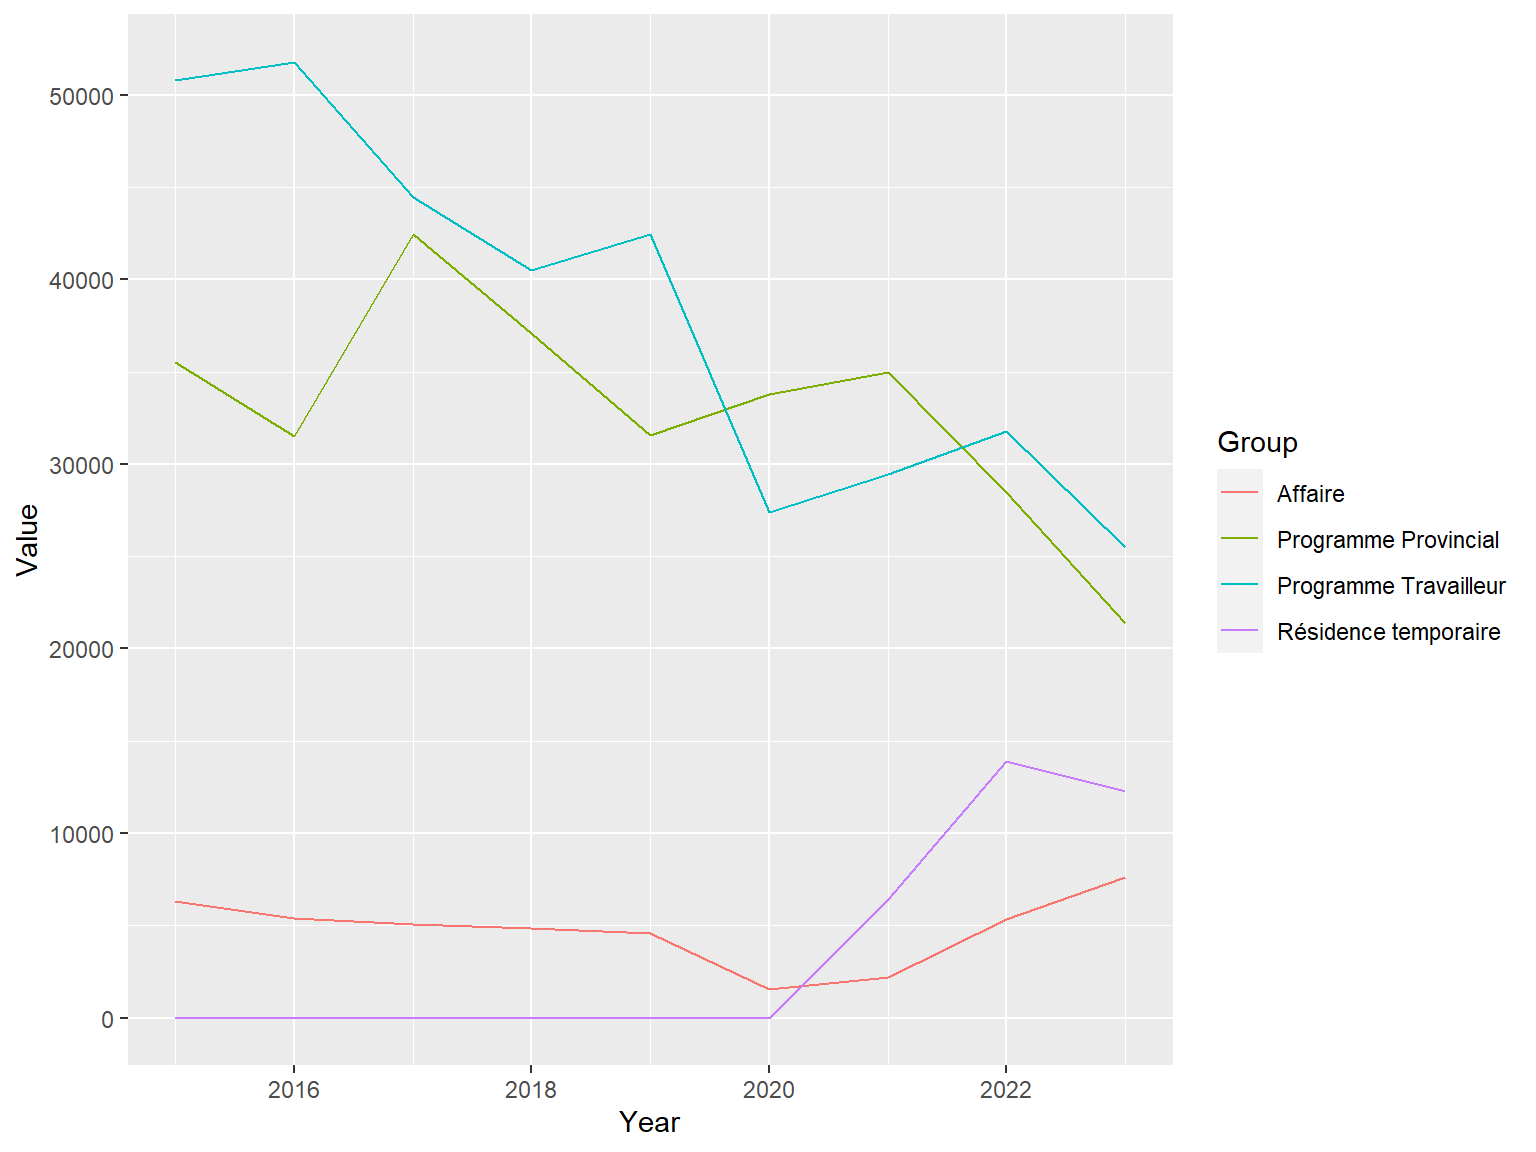 50000
40000
30000
20000
10000
0
Value
2016
2018
2020
2022
Year
Group
Affaire
Programme Provincial
Programme Travailleur
Résidence temporaire